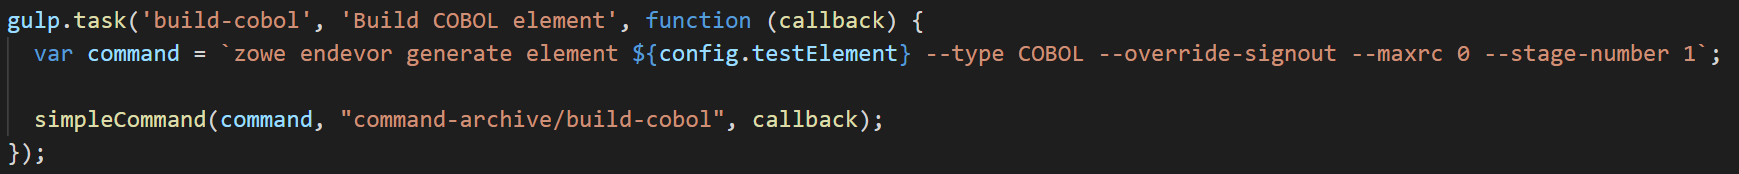 gulp.task('build-cobol', 'Build COBOL element', function (callback) {
  var command = `zowe endevor generate element ${config.testElement} --type COBOL --override-signout --maxrc 0 --stage-number 1`;

  simpleCommand(command, "command-archive/build-cobol", callback);
});